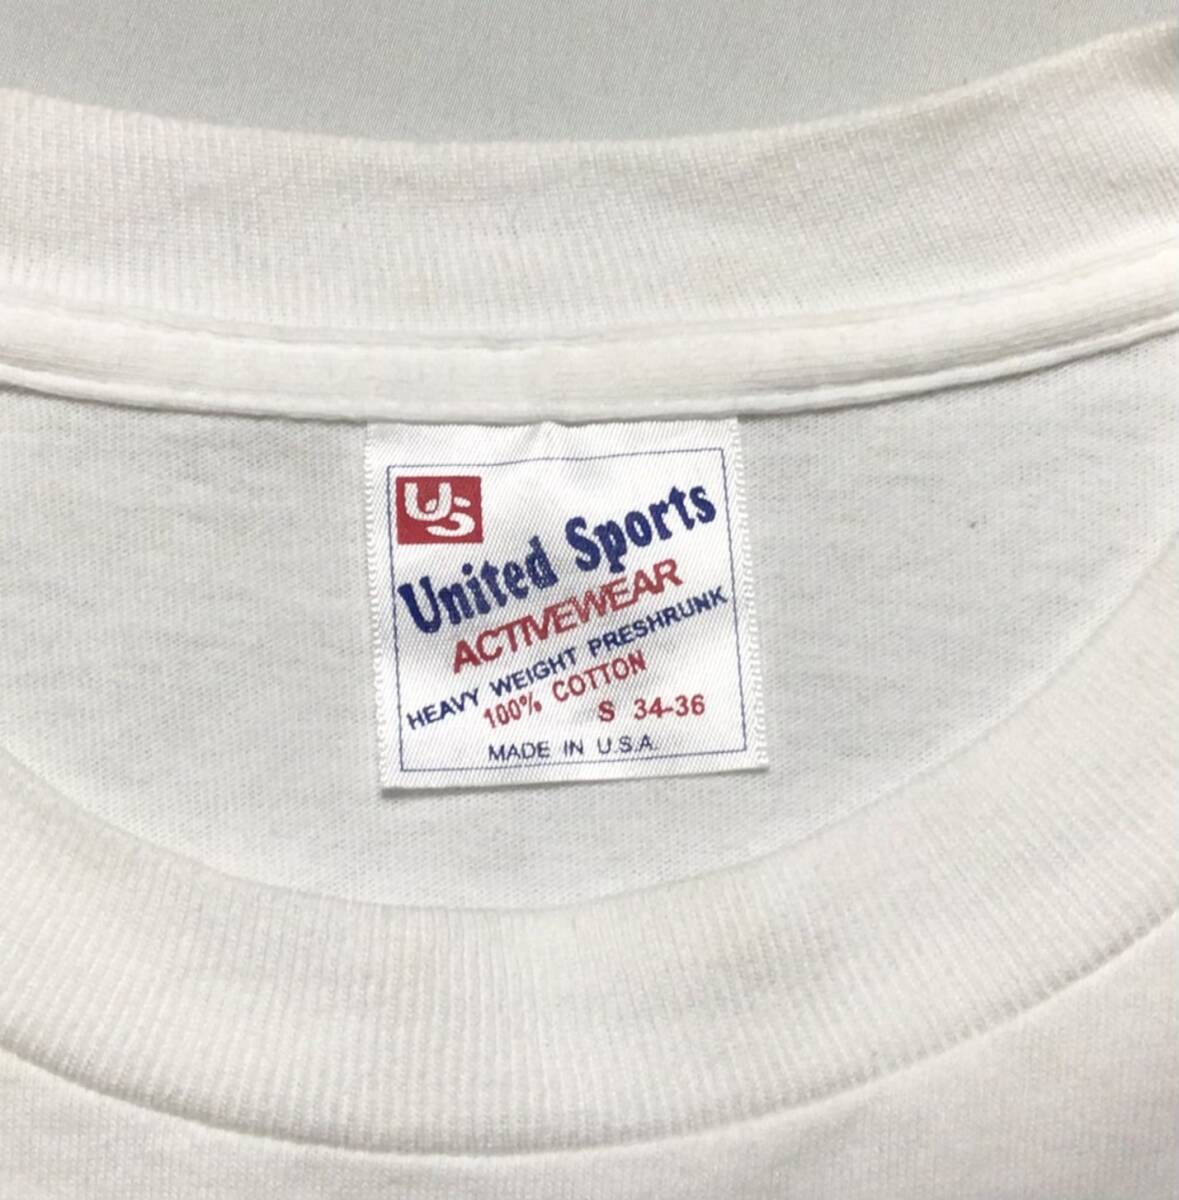 US
United Sports
ACTIVEWEAR
HEAVY WEIGHT PRESHRUNK
100% COTTON
S 34-36
MADE IN U.S.A.